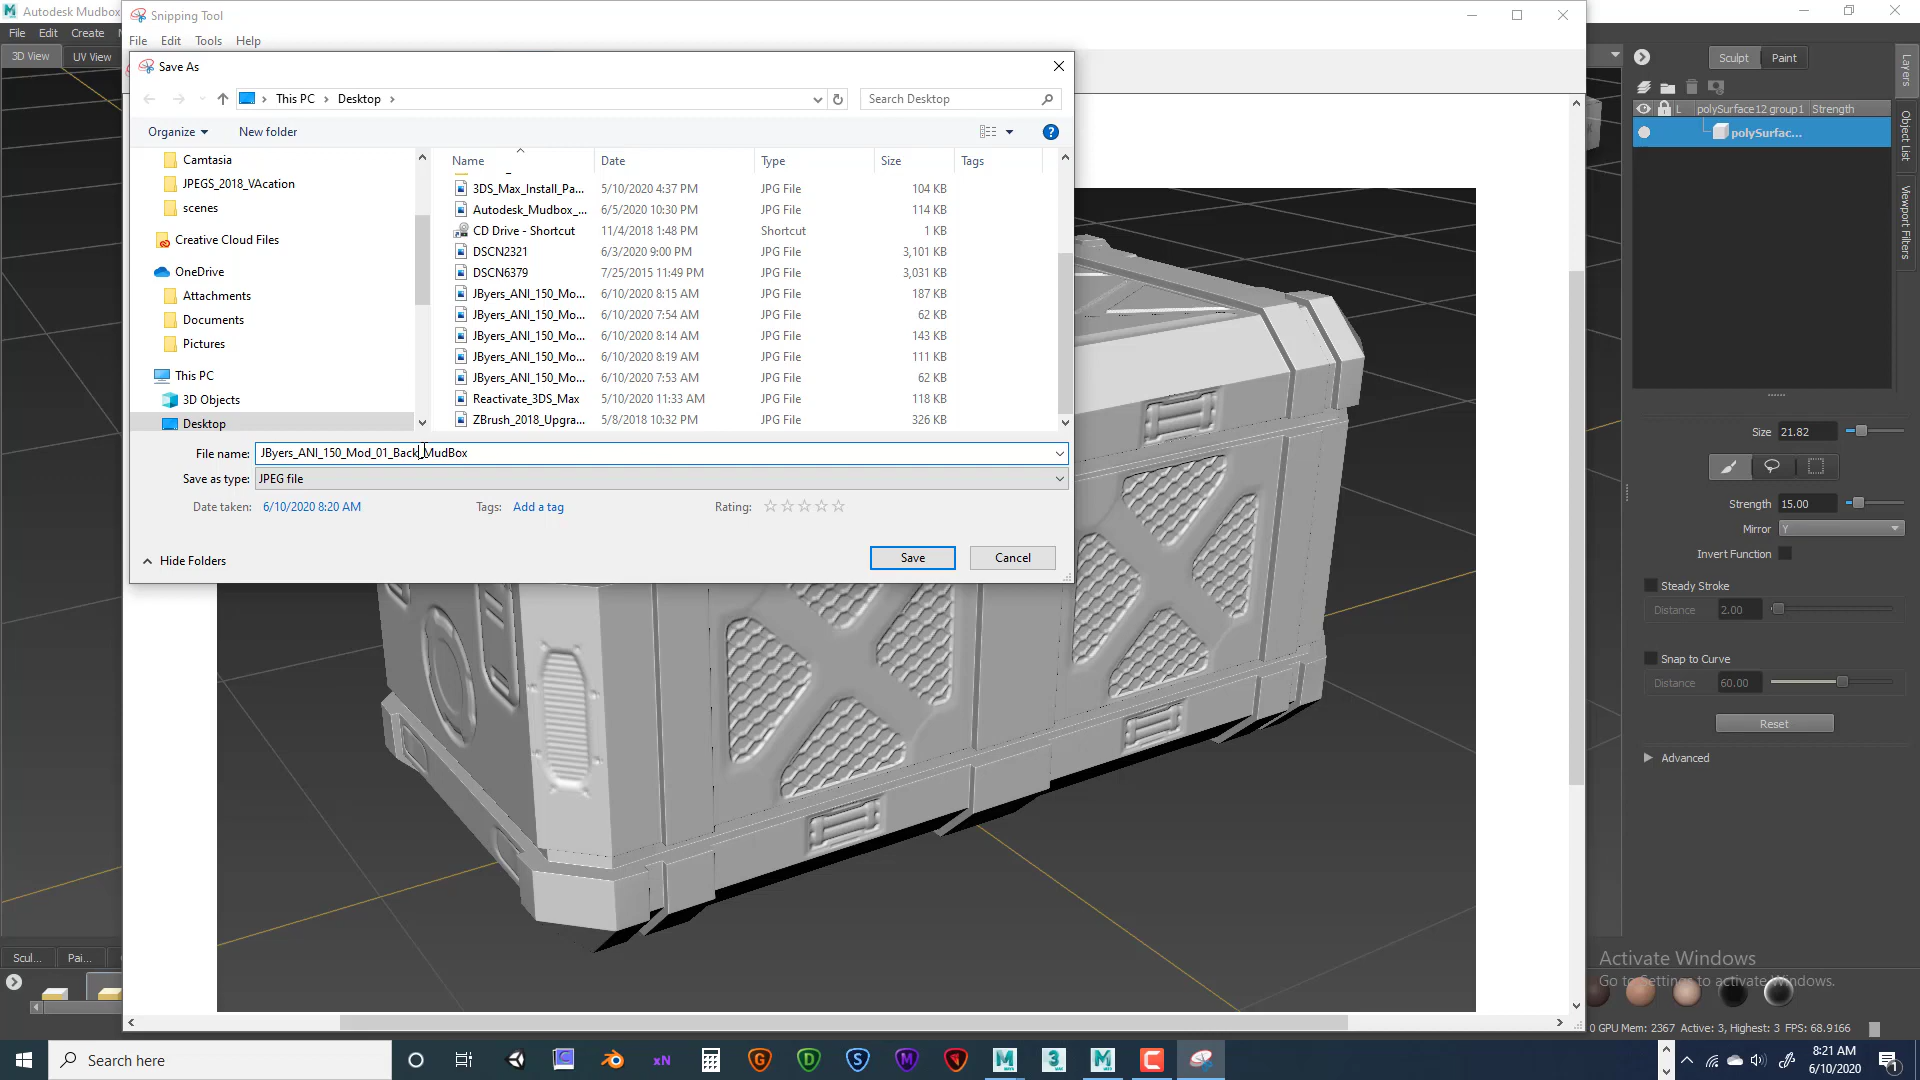 Autodesk Mudbox
Snipping Tool
File Edit Create
File Edit Tools Help
3D View UV View
Save As
This PC › Desktop ›
Search Desktop
Organize
New folder
Name Date Type Size Tags
Camtasia
JPEGS_2018_VAcation
scenes
Creative Cloud Files
OneDrive
Attachments
Documents
Pictures
This PC
3D Objects
Desktop
3DS_Max_Install_Pa... 5/10/2020 4:37 PM JPG File 104 KB
Autodesk_Mudbox_... 6/5/2020 10:30 PM JPG File 114 KB
CD Drive - Shortcut 11/4/2018 1:48 PM Shortcut 1 KB
DSCN2321 6/3/2020 9:00 PM JPG File 3,101 KB
DSCN6379 7/25/2015 11:49 PM JPG File 3,031 KB
JByers_ANI_150_Mo... 6/10/2020 8:15 AM JPG File 187 KB
JByers_ANI_150_Mo... 6/10/2020 7:54 AM JPG File 62 KB
JByers_ANI_150_Mo... 6/10/2020 8:14 AM JPG File 143 KB
JByers_ANI_150_Mo... 6/10/2020 8:19 AM JPG File 111 KB
JByers_ANI_150_Mo... 6/10/2020 7:53 AM JPG File 62 KB
Reactivate_3DS_Max 5/10/2020 11:33 AM JPG File 118 KB
ZBrush_2018_Upgra... 5/8/2018 10:32 PM JPG File 326 KB
File name: JByers_ANI_150_Mod_01_Back_MudBox
Save as type: JPEG file
Date taken: 6/10/2020 8:20 AM Tags: Add a tag Rating:
Hide Folders
Save Cancel
Sculpt Paint
Layers
Object List
Viewport Filters
L polySurface12 group1 Strength
polySurfac...
Size 21.82
Strength 15.00
Mirror Y
Invert Function
Steady Stroke
Distance 2.00
Snap to Curve
Distance 60.00
Reset
Advanced
Activate Windows
Go to Settings to activate Windows.
Scul... Pai...
0 GPU Mem: 2367 Active: 3, Highest: 3 FPS: 68.9166
Search here
xN
8:21 AM
6/10/2020
1